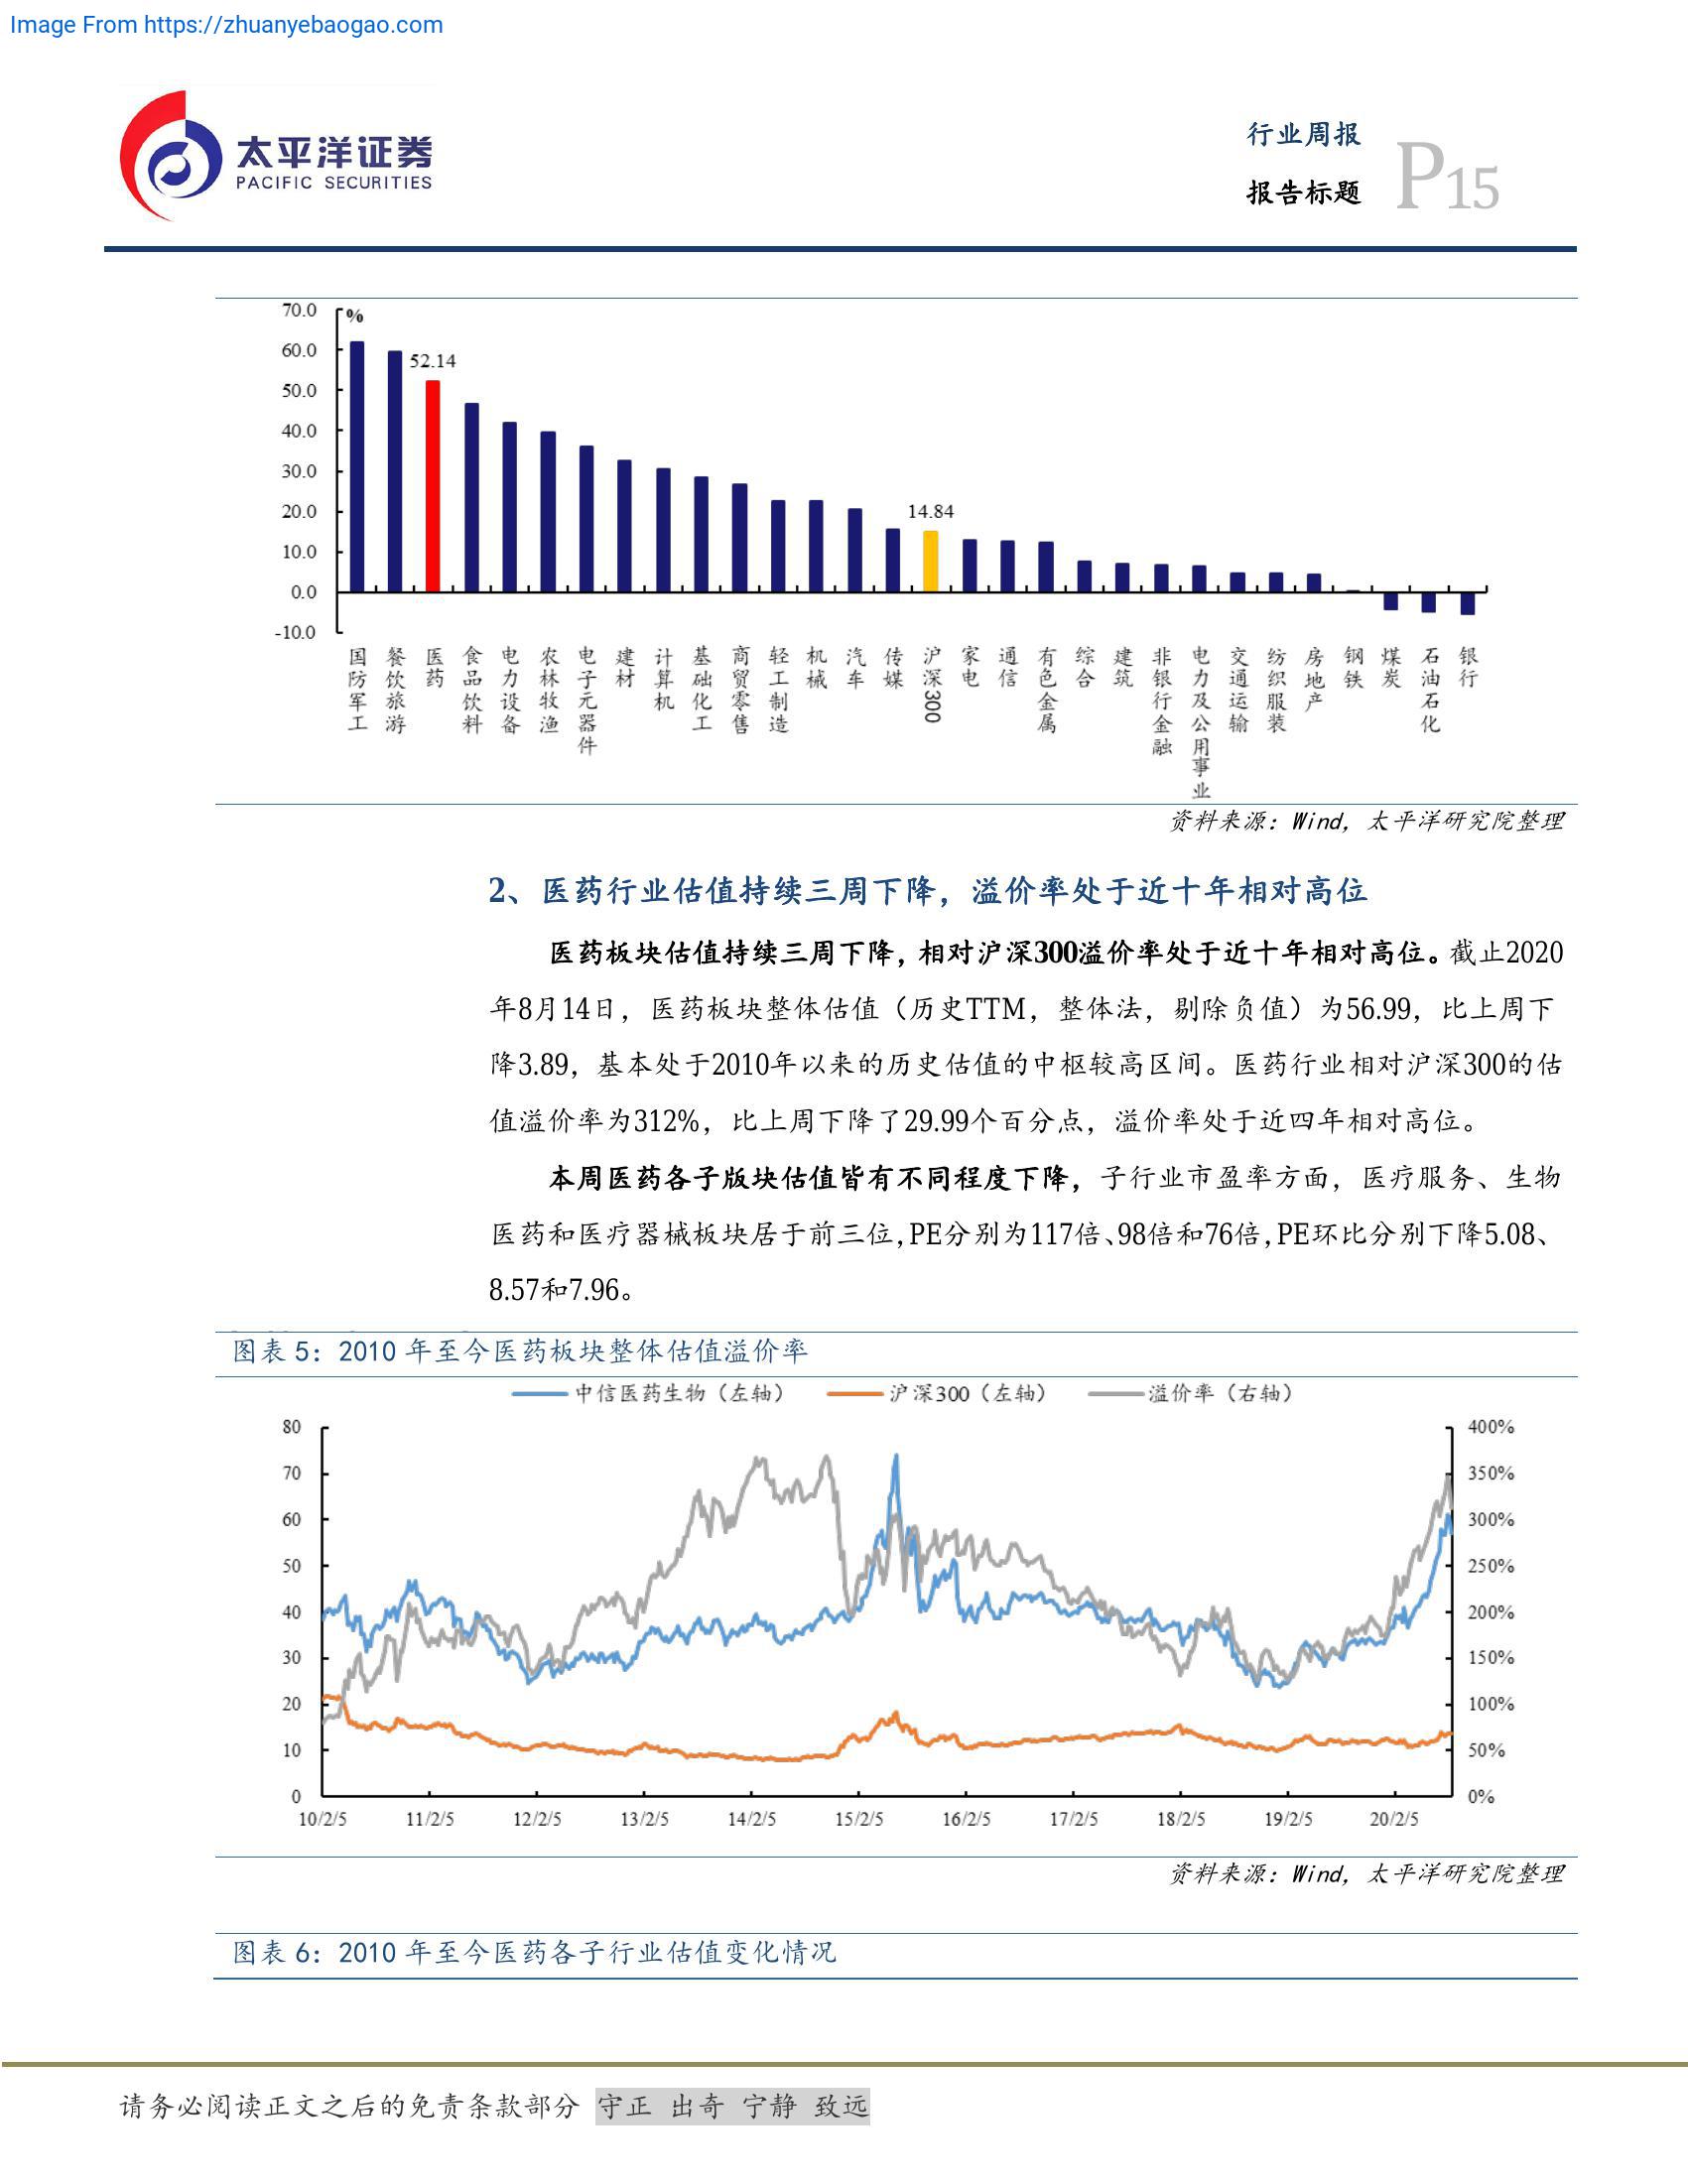 Image From https://zhuanyebaogao.com
太平洋证券
PACIFIC SECURITIES
行业周报
报告标题
P15
70.0
%
60.0
50.0
40.0
30.0
20.0
10.0
0.0
-10.0
52.14
14.84
国防军工
餐饮旅游
医药
食品饮料
电力设备
农林牧渔
电子元器件
建材
计算机
基础化工
商贸零售
轻工制造
机械
汽车
传媒
沪深300
家电
通信
有色金属
综合
建筑
非银行金融
电力及公用事业
交通运输
纺织服装
房地产
钢铁
煤炭
石油石化
银行
资料来源：Wind，太平洋研究院整理
2、医药行业估值持续三周下降，溢价率处于近十年相对高位
医药板块估值持续三周下降，相对沪深300溢价率处于近十年相对高位。截止2020
年8月14日，医药板块整体估值（历史TTM，整体法，剔除负值）为56.99，比上周下
降3.89，基本处于2010年以来的历史估值的中枢较高区间。医药行业相对沪深300的估
值溢价率为312%，比上周下降了29.99个百分点，溢价率处于近四年相对高位。
本周医药各子版块估值皆有不同程度下降，子行业市盈率方面，医疗服务、生物
医药和医疗器械板块居于前三位，PE分别为117倍、98倍和76倍，PE环比分别下降5.08、
8.57和7.96。
图表 5：2010 年至今医药板块整体估值溢价率
中信医药生物（左轴） 沪深300（左轴） 溢价率（右轴）
80
70
60
50
40
30
20
10
0
400%
350%
300%
250%
200%
150%
100%
50%
0%
10/2/5 11/2/5 12/2/5 13/2/5 14/2/5 15/2/5 16/2/5 17/2/5 18/2/5 19/2/5 20/2/5
资料来源：Wind，太平洋研究院整理
图表 6：2010 年至今医药各子行业估值变化情况
请务必阅读正文之后的免责条款部分 守正 出奇 宁静 致远